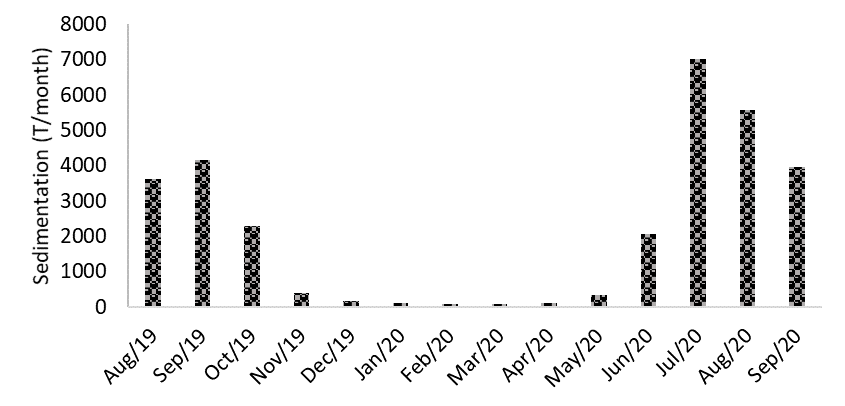 8000
7000
6000
5000
4000
3000
2000
1000
0
Sedimentation (T/month)
Aug/19
Sep/19
Oct/19
Nov/19
Dec/19
Jan/20
Feb/20
Mar/20
Apr/20
May/20
Jun/20
Jul/20
Aug/20
Sep/20